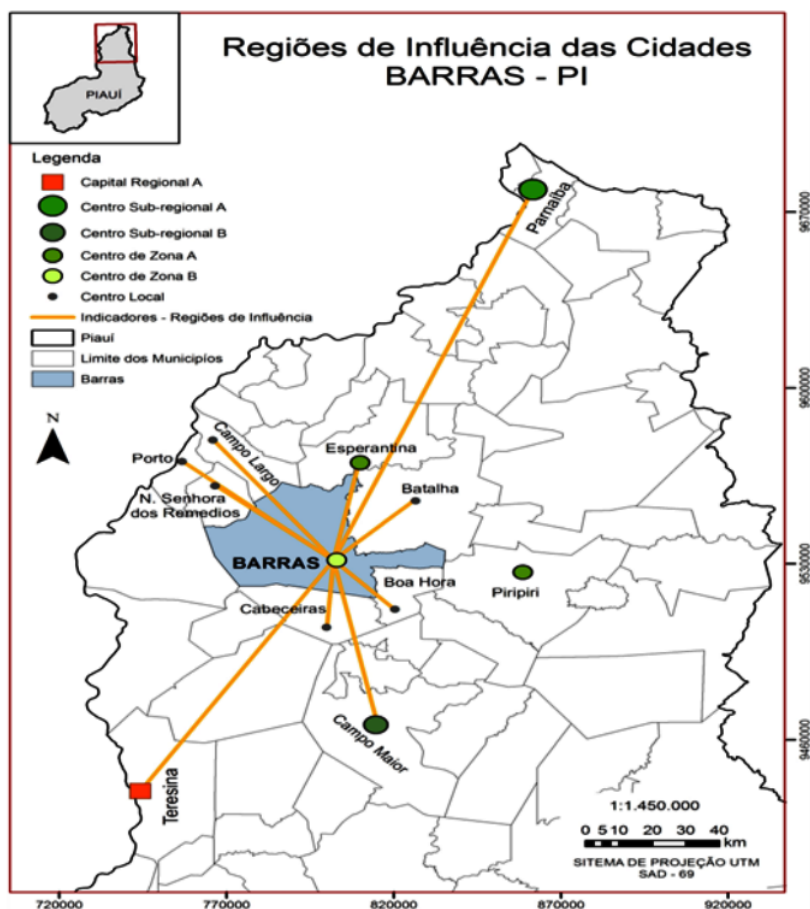 Regiões de Influência das Cidades
BARRAS - PI
PIAUÍ
Legenda
Capital Regional A
Centro Sub-regional A
Centro Sub-regional B
Centro de Zona A
Centro de Zona B
Centro Local
Indicadores - Regiões de Influência
Piauí
Limite dos Municipíos
Barras
N
Parnaíba
Campo Largo
Esperantina
Porto
Batalha
N. Senhora
dos Remedios
BARRAS
Boa Hora
Piripiri
Cabeceiras
Campo Maior
Teresina
1:1.450.000
0 5 10 20 30 40
km
SITEMA DE PROJEÇÃO UTM
SAD - 69
9670000
9600000
9530000
9460000
720000
770000
820000
870000
920000